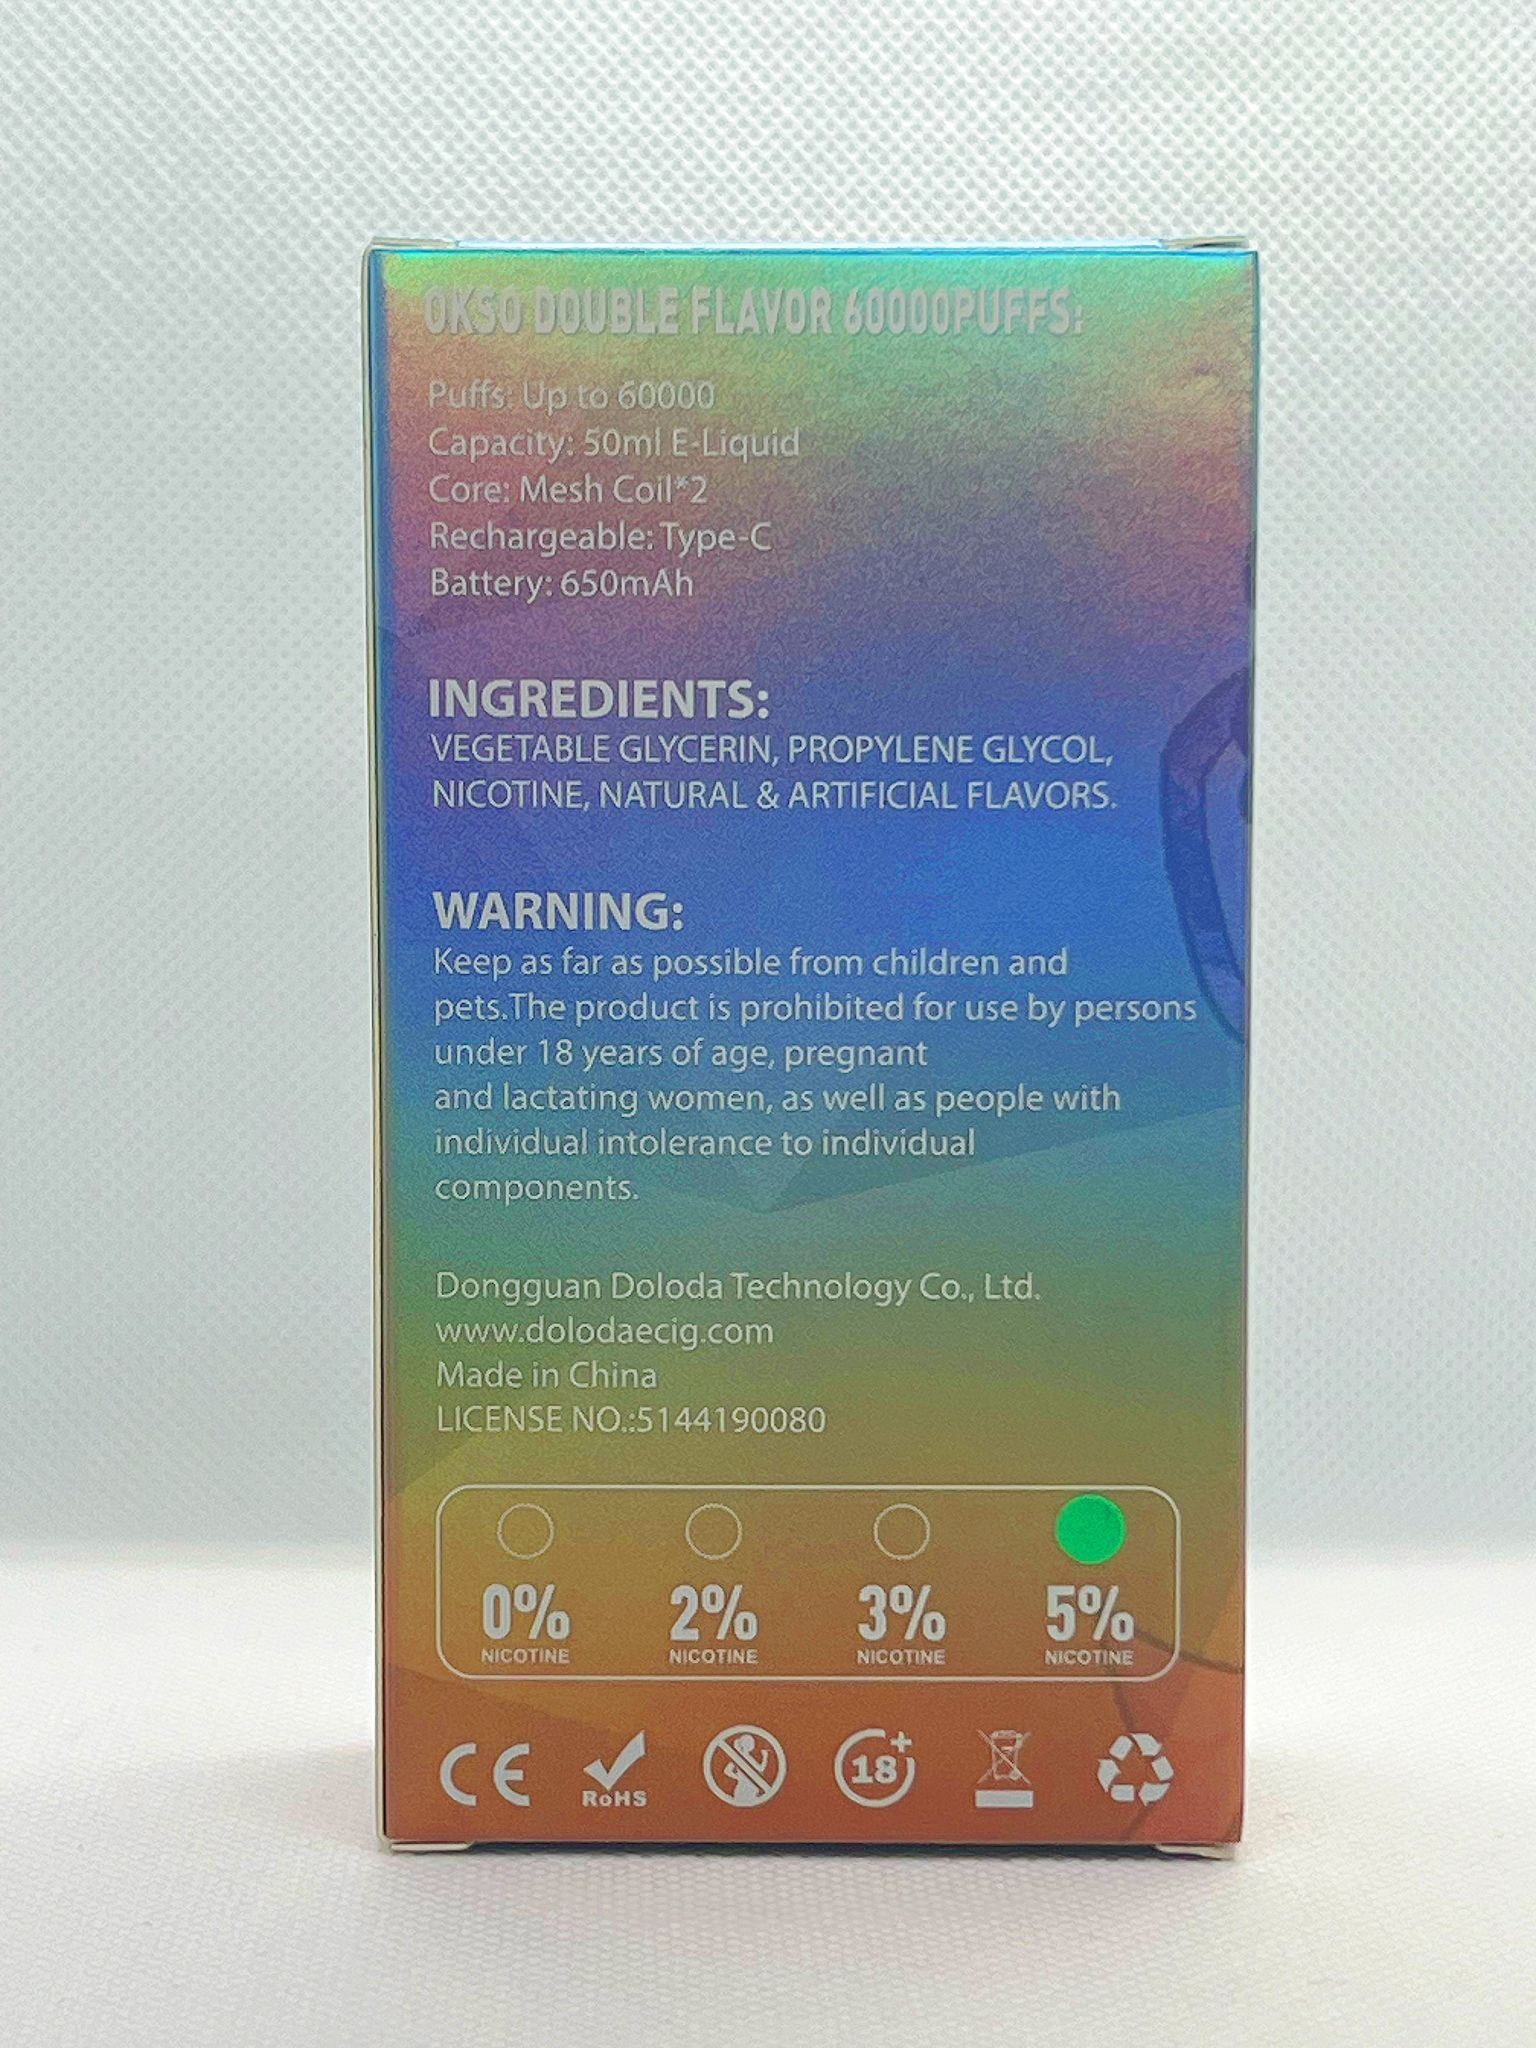 OKSO DOUBLE FLAVOR 60000PUFFS:
Puffs: Up to 60000
Capacity: 50ml E-Liquid
Core: Mesh Coil*2
Rechargeable: Type-C
Battery: 650mAh
INGREDIENTS:
VEGETABLE GLYCERIN, PROPYLENE GLYCOL,
NICOTINE, NATURAL & ARTIFICIAL FLAVORS.
WARNING:
Keep as far as possible from children and
pets.The product is prohibited for use by persons
under 18 years of age, pregnant
and lactating women, as well as people with
individual intolerance to individual
components.
Dongguan Doloda Technology Co., Ltd.
www.dolodaecig.com
Made in China
LICENSE NO.:5144190080
0% 2% 3% 5%
NICOTINE NICOTINE NICOTINE NICOTINE
CE RoHS 18+